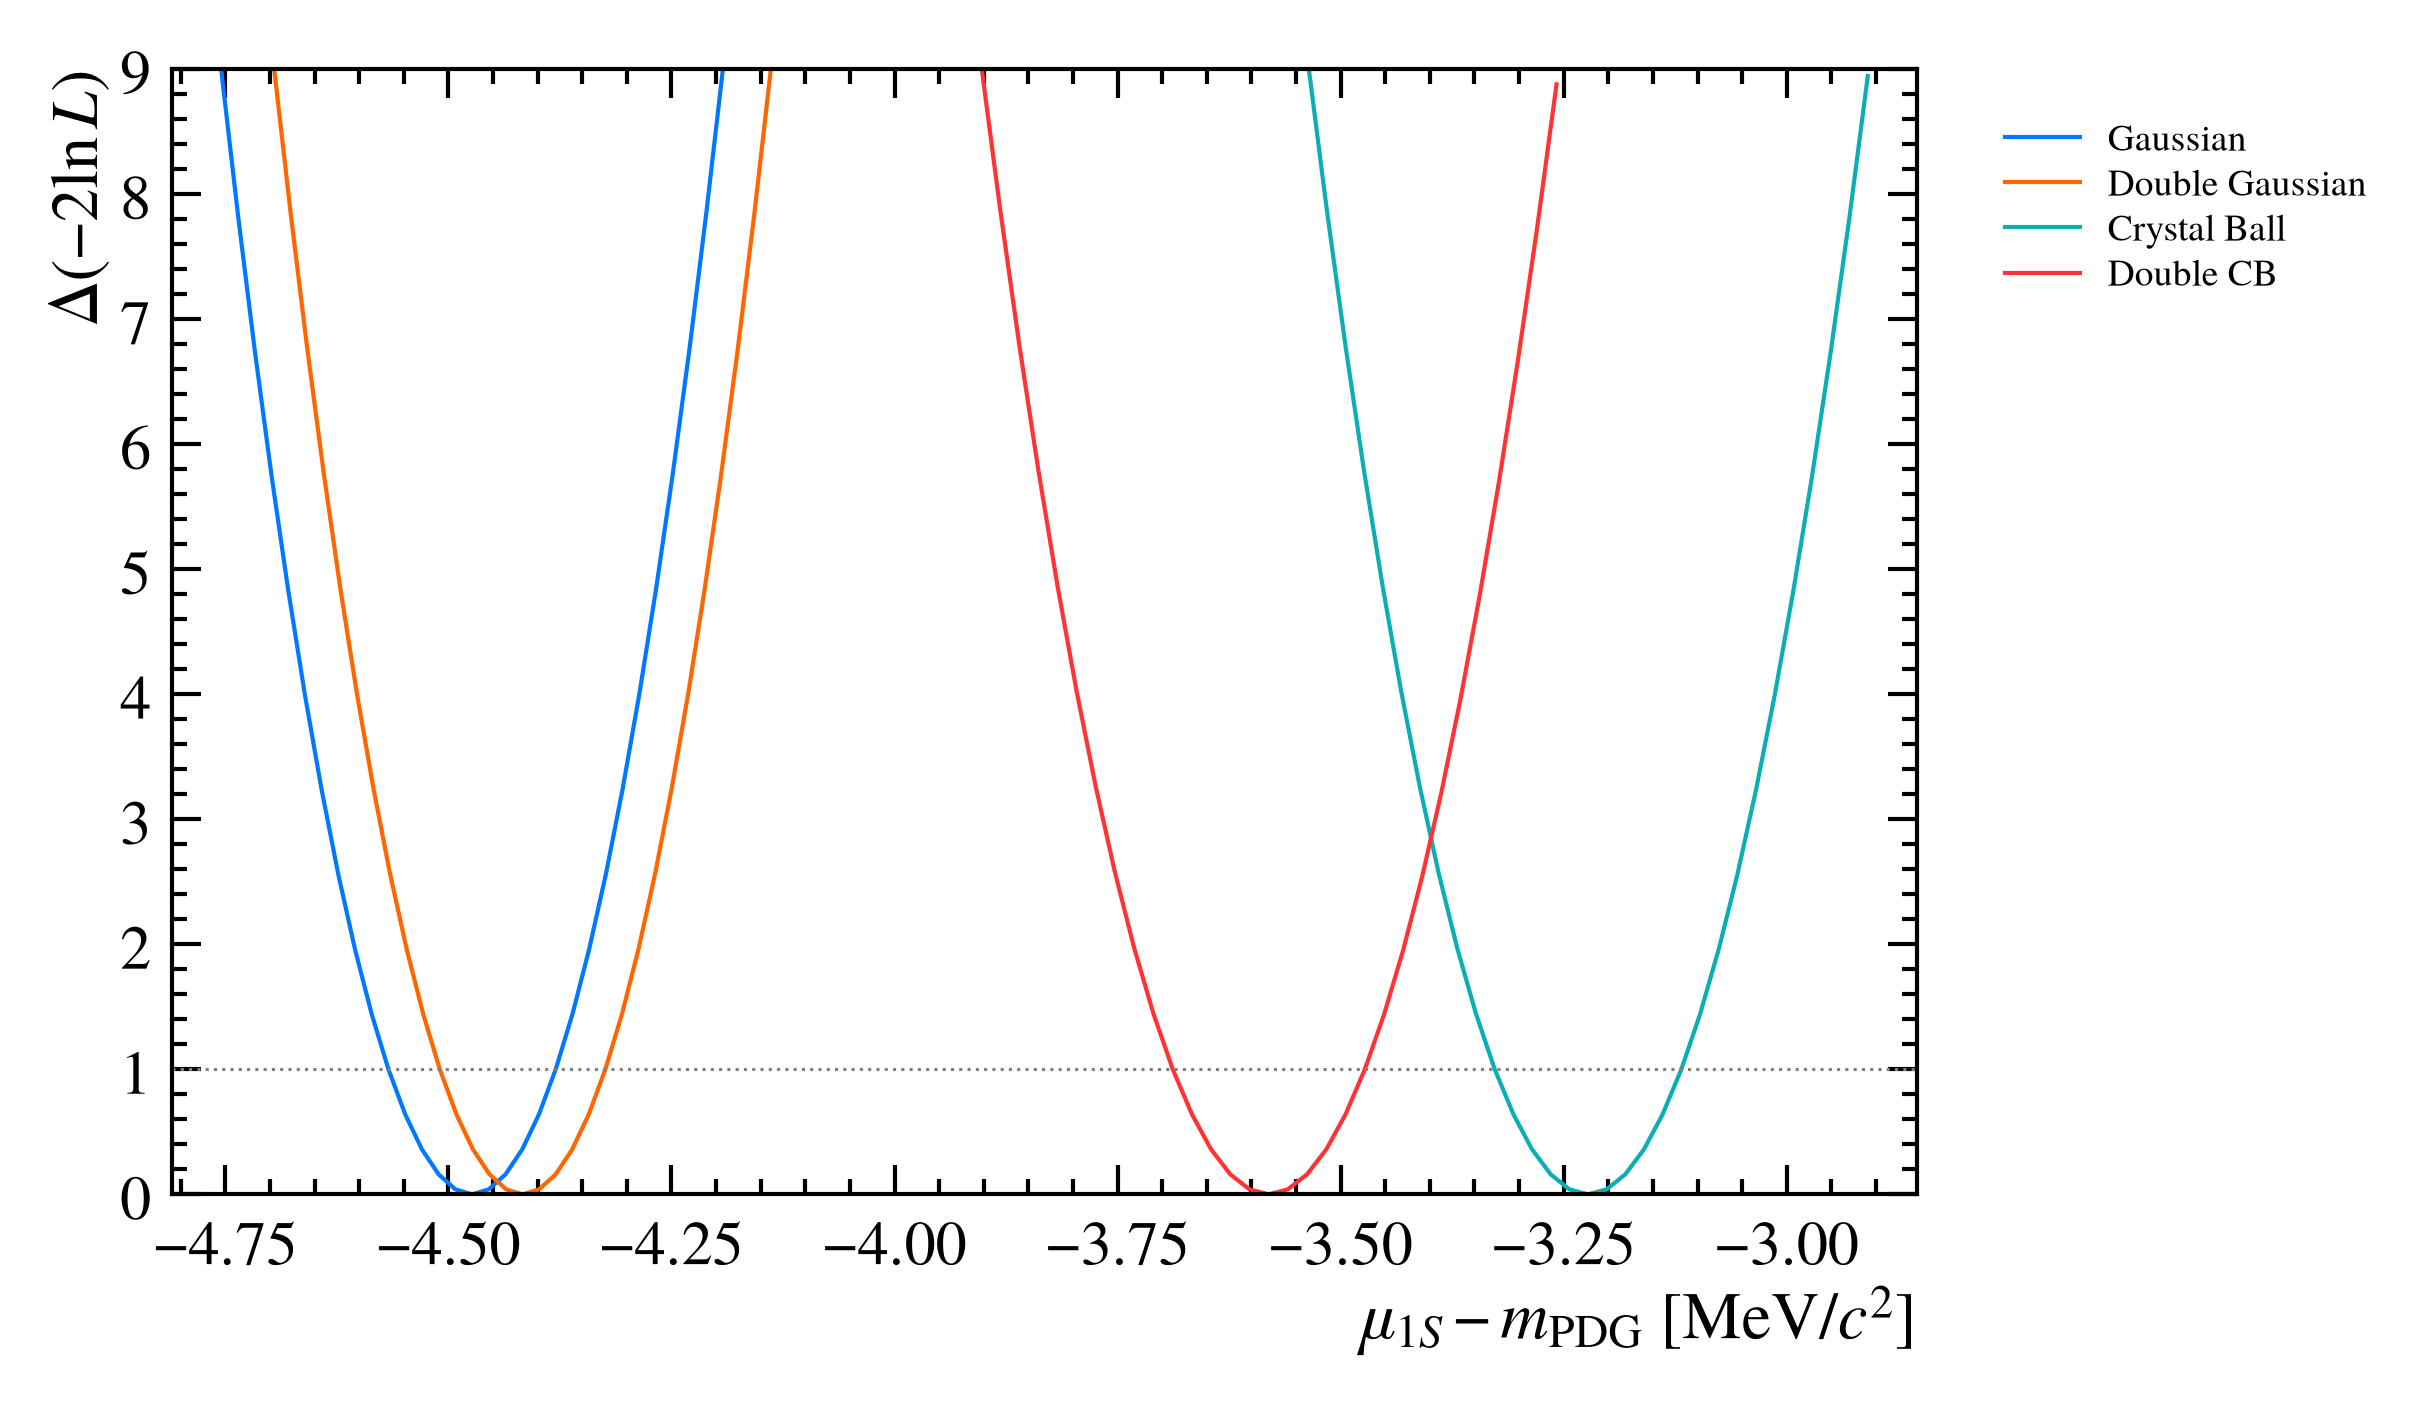 Δ(−2ln L)
9
8
7
6
5
4
3
2
1
0
−4.75 −4.50 −4.25 −4.00 −3.75 −3.50 −3.25 −3.00
μ1S − mPDG [MeV/c²]
Gaussian
Double Gaussian
Crystal Ball
Double CB